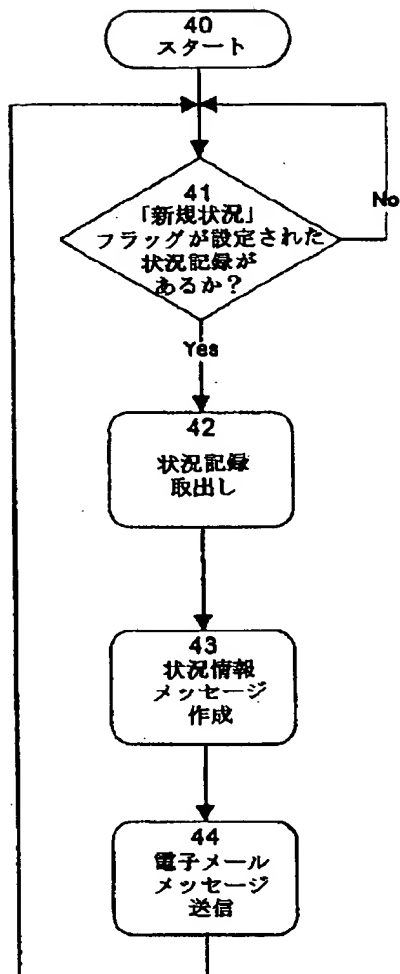 40
スタート
41
「新規状況」
フラッグが設定された
状況記録が
あるか？
No
Yes
42
状況記録
取出し
43
状況情報
メッセージ
作成
44
電子メール
メッセージ
送信